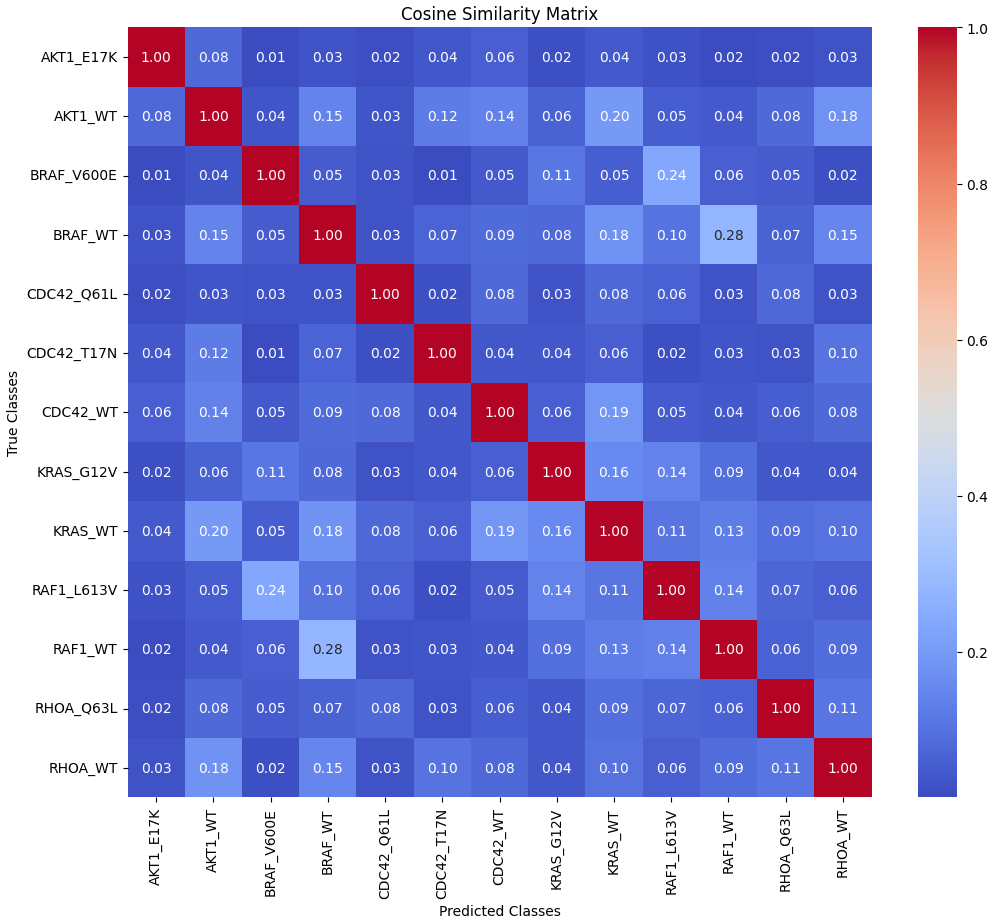 Cosine Similarity Matrix
AKT1_E17K 1.00 0.08 0.01 0.03 0.02 0.04 0.06 0.02 0.04 0.03 0.02 0.02 0.03
AKT1_WT 0.08 1.00 0.04 0.15 0.03 0.12 0.14 0.06 0.20 0.05 0.04 0.08 0.18
BRAF_V600E 0.01 0.04 1.00 0.05 0.03 0.01 0.05 0.11 0.05 0.24 0.06 0.05 0.02
BRAF_WT 0.03 0.15 0.05 1.00 0.03 0.07 0.09 0.08 0.18 0.10 0.28 0.07 0.15
CDC42_Q61L 0.02 0.03 0.03 0.03 1.00 0.02 0.08 0.03 0.08 0.06 0.03 0.08 0.03
CDC42_T17N 0.04 0.12 0.01 0.07 0.02 1.00 0.04 0.04 0.06 0.02 0.03 0.03 0.10
CDC42_WT 0.06 0.14 0.05 0.09 0.08 0.04 1.00 0.06 0.19 0.05 0.04 0.06 0.08
KRAS_G12V 0.02 0.06 0.11 0.08 0.03 0.04 0.06 1.00 0.16 0.14 0.09 0.04 0.04
KRAS_WT 0.04 0.20 0.05 0.18 0.08 0.06 0.19 0.16 1.00 0.11 0.13 0.09 0.10
RAF1_L613V 0.03 0.05 0.24 0.10 0.06 0.02 0.05 0.14 0.11 1.00 0.14 0.07 0.06
RAF1_WT 0.02 0.04 0.06 0.28 0.03 0.03 0.04 0.09 0.13 0.14 1.00 0.06 0.09
RHOA_Q63L 0.02 0.08 0.05 0.07 0.08 0.03 0.06 0.04 0.09 0.07 0.06 1.00 0.11
RHOA_WT 0.03 0.18 0.02 0.15 0.03 0.10 0.08 0.04 0.10 0.06 0.09 0.11 1.00
True Classes
AKT1_E17K
AKT1_WT
BRAF_V600E
BRAF_WT
CDC42_Q61L
CDC42_T17N
CDC42_WT
KRAS_G12V
KRAS_WT
RAF1_L613V
RAF1_WT
RHOA_Q63L
RHOA_WT
Predicted Classes
1.0
0.8
0.6
0.4
0.2